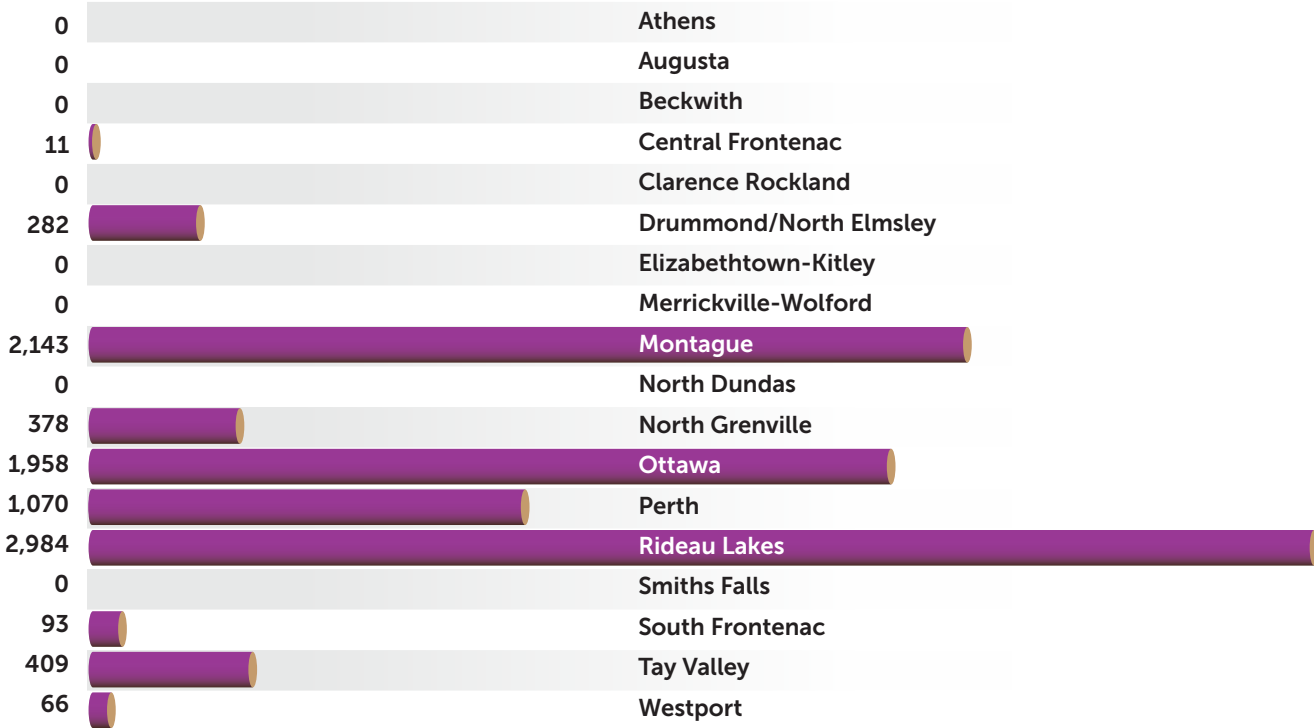 0 Athens
0 Augusta
0 Beckwith
11 Central Frontenac
0 Clarence Rockland
282 Drummond/North Elmsley
0 Elizabethtown-Kitley
0 Merrickville-Wolford
2,143 Montague
0 North Dundas
378 North Grenville
1,958 Ottawa
1,070 Perth
2,984 Rideau Lakes
0 Smiths Falls
93 South Frontenac
409 Tay Valley
66 Westport